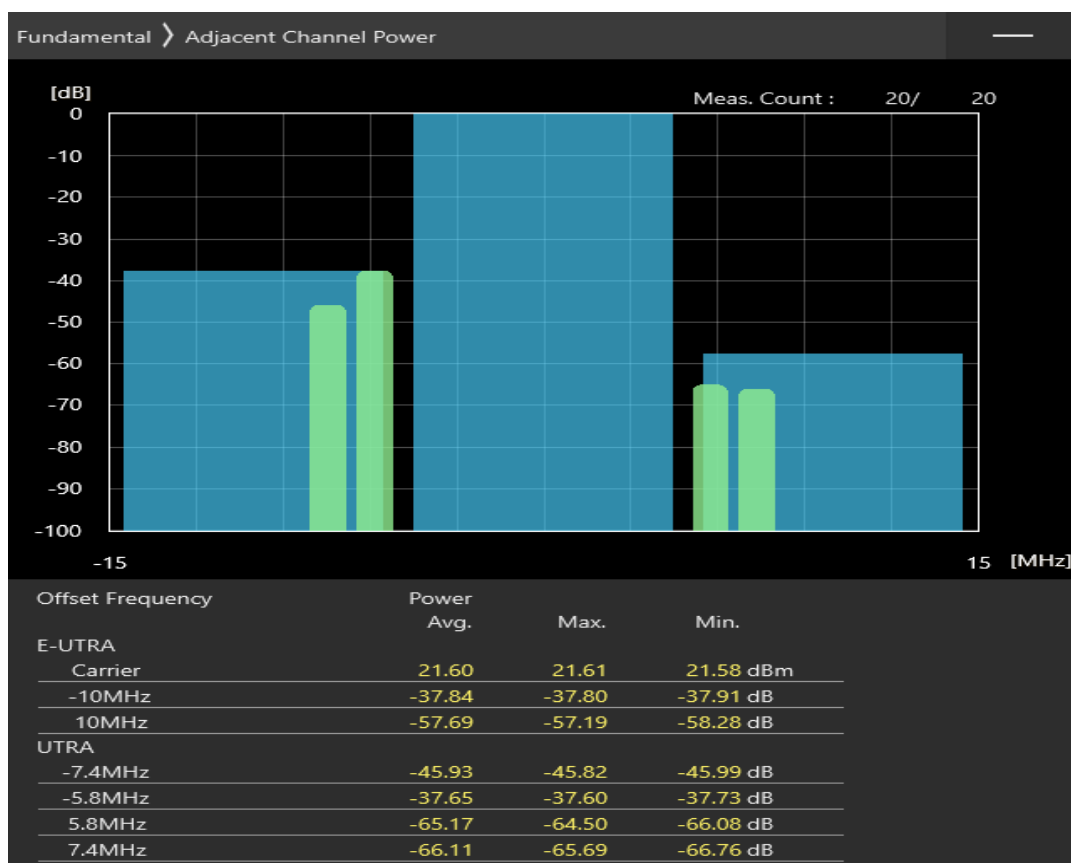 Fundamental 〉 Adjacent Channel Power
[dB]
Meas. Count : 20/ 20
0
-10
-20
-30
-40
-50
-60
-70
-80
-90
-100
-15 15 [MHz]
Offset Frequency Power
Avg. Max. Min.
E-UTRA
Carrier 21.60 21.61 21.58 dBm
-10MHz -37.84 -37.80 -37.91 dB
10MHz -57.69 -57.19 -58.28 dB
UTRA
-7.4MHz -45.93 -45.82 -45.99 dB
-5.8MHz -37.65 -37.60 -37.73 dB
5.8MHz -65.17 -64.50 -66.08 dB
7.4MHz -66.11 -65.69 -66.76 dB